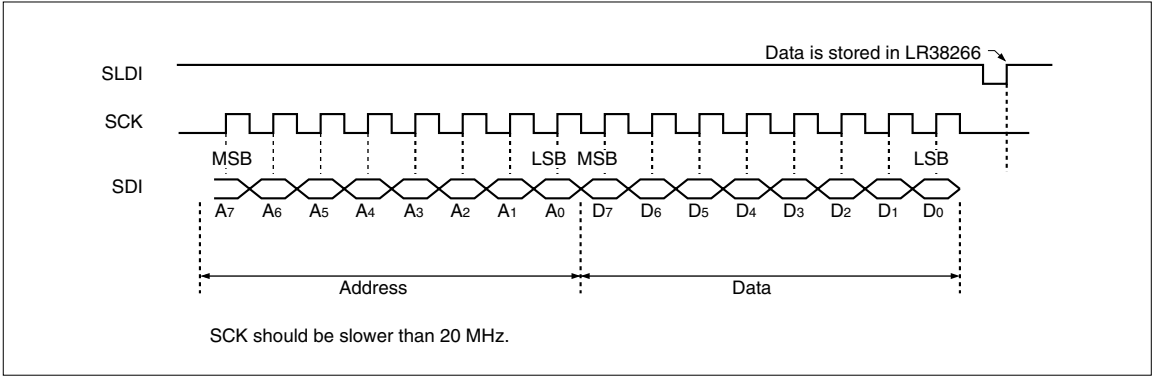 Data is stored in LR38266
SLDI
SCK
MSB LSB MSB LSB
SDI
A7 A6 A5 A4 A3 A2 A1 A0 D7 D6 D5 D4 D3 D2 D1 D0
Address Data
SCK should be slower than 20 MHz.